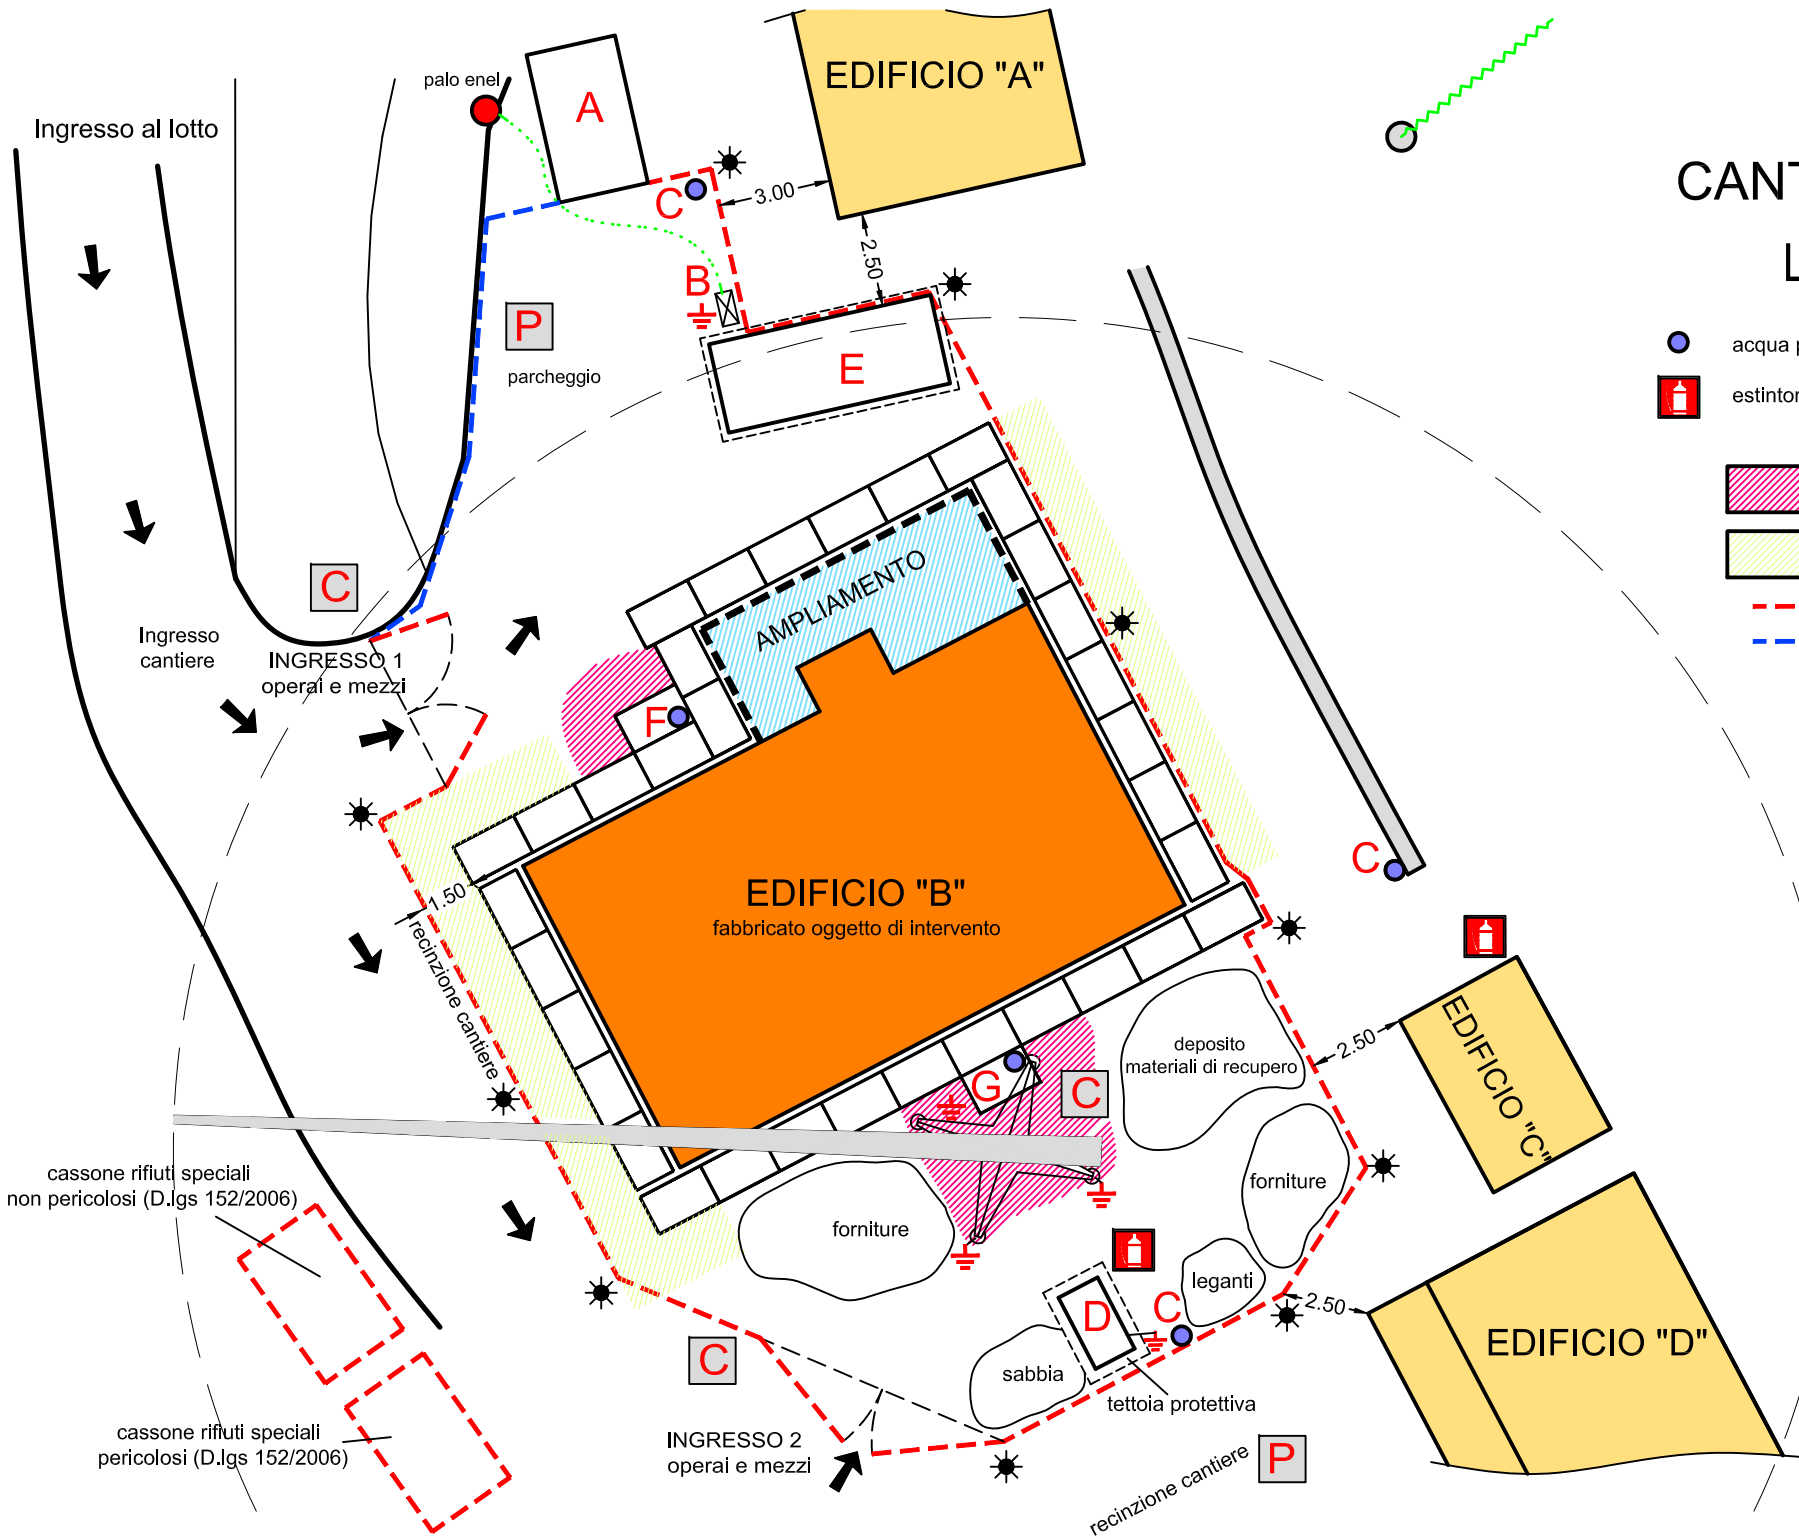 palo enel
A
EDIFICIO "A"
Ingresso al lotto
C
3.00
CANT
L
2.50
B
P
parcheggio
E
acqua p
estintor
C
AMPLIAMENTO
Ingresso
cantiere
INGRESSO 1
operai e mezzi
F
EDIFICIO "B"
fabbricato oggetto di intervento
C
1.50
recinzione cantiere
deposito
materiali di recupero
2.50
EDIFICIO "C"
G
C
cassone rifiuti speciali
non pericolosi (D.lgs 152/2006)
forniture
forniture
leganti
D
C
2.50
EDIFICIO "D"
C
sabbia
tettoia protettiva
cassone rifiuti speciali
pericolosi (D.lgs 152/2006)
INGRESSO 2
operai e mezzi
recinzione cantiere
P